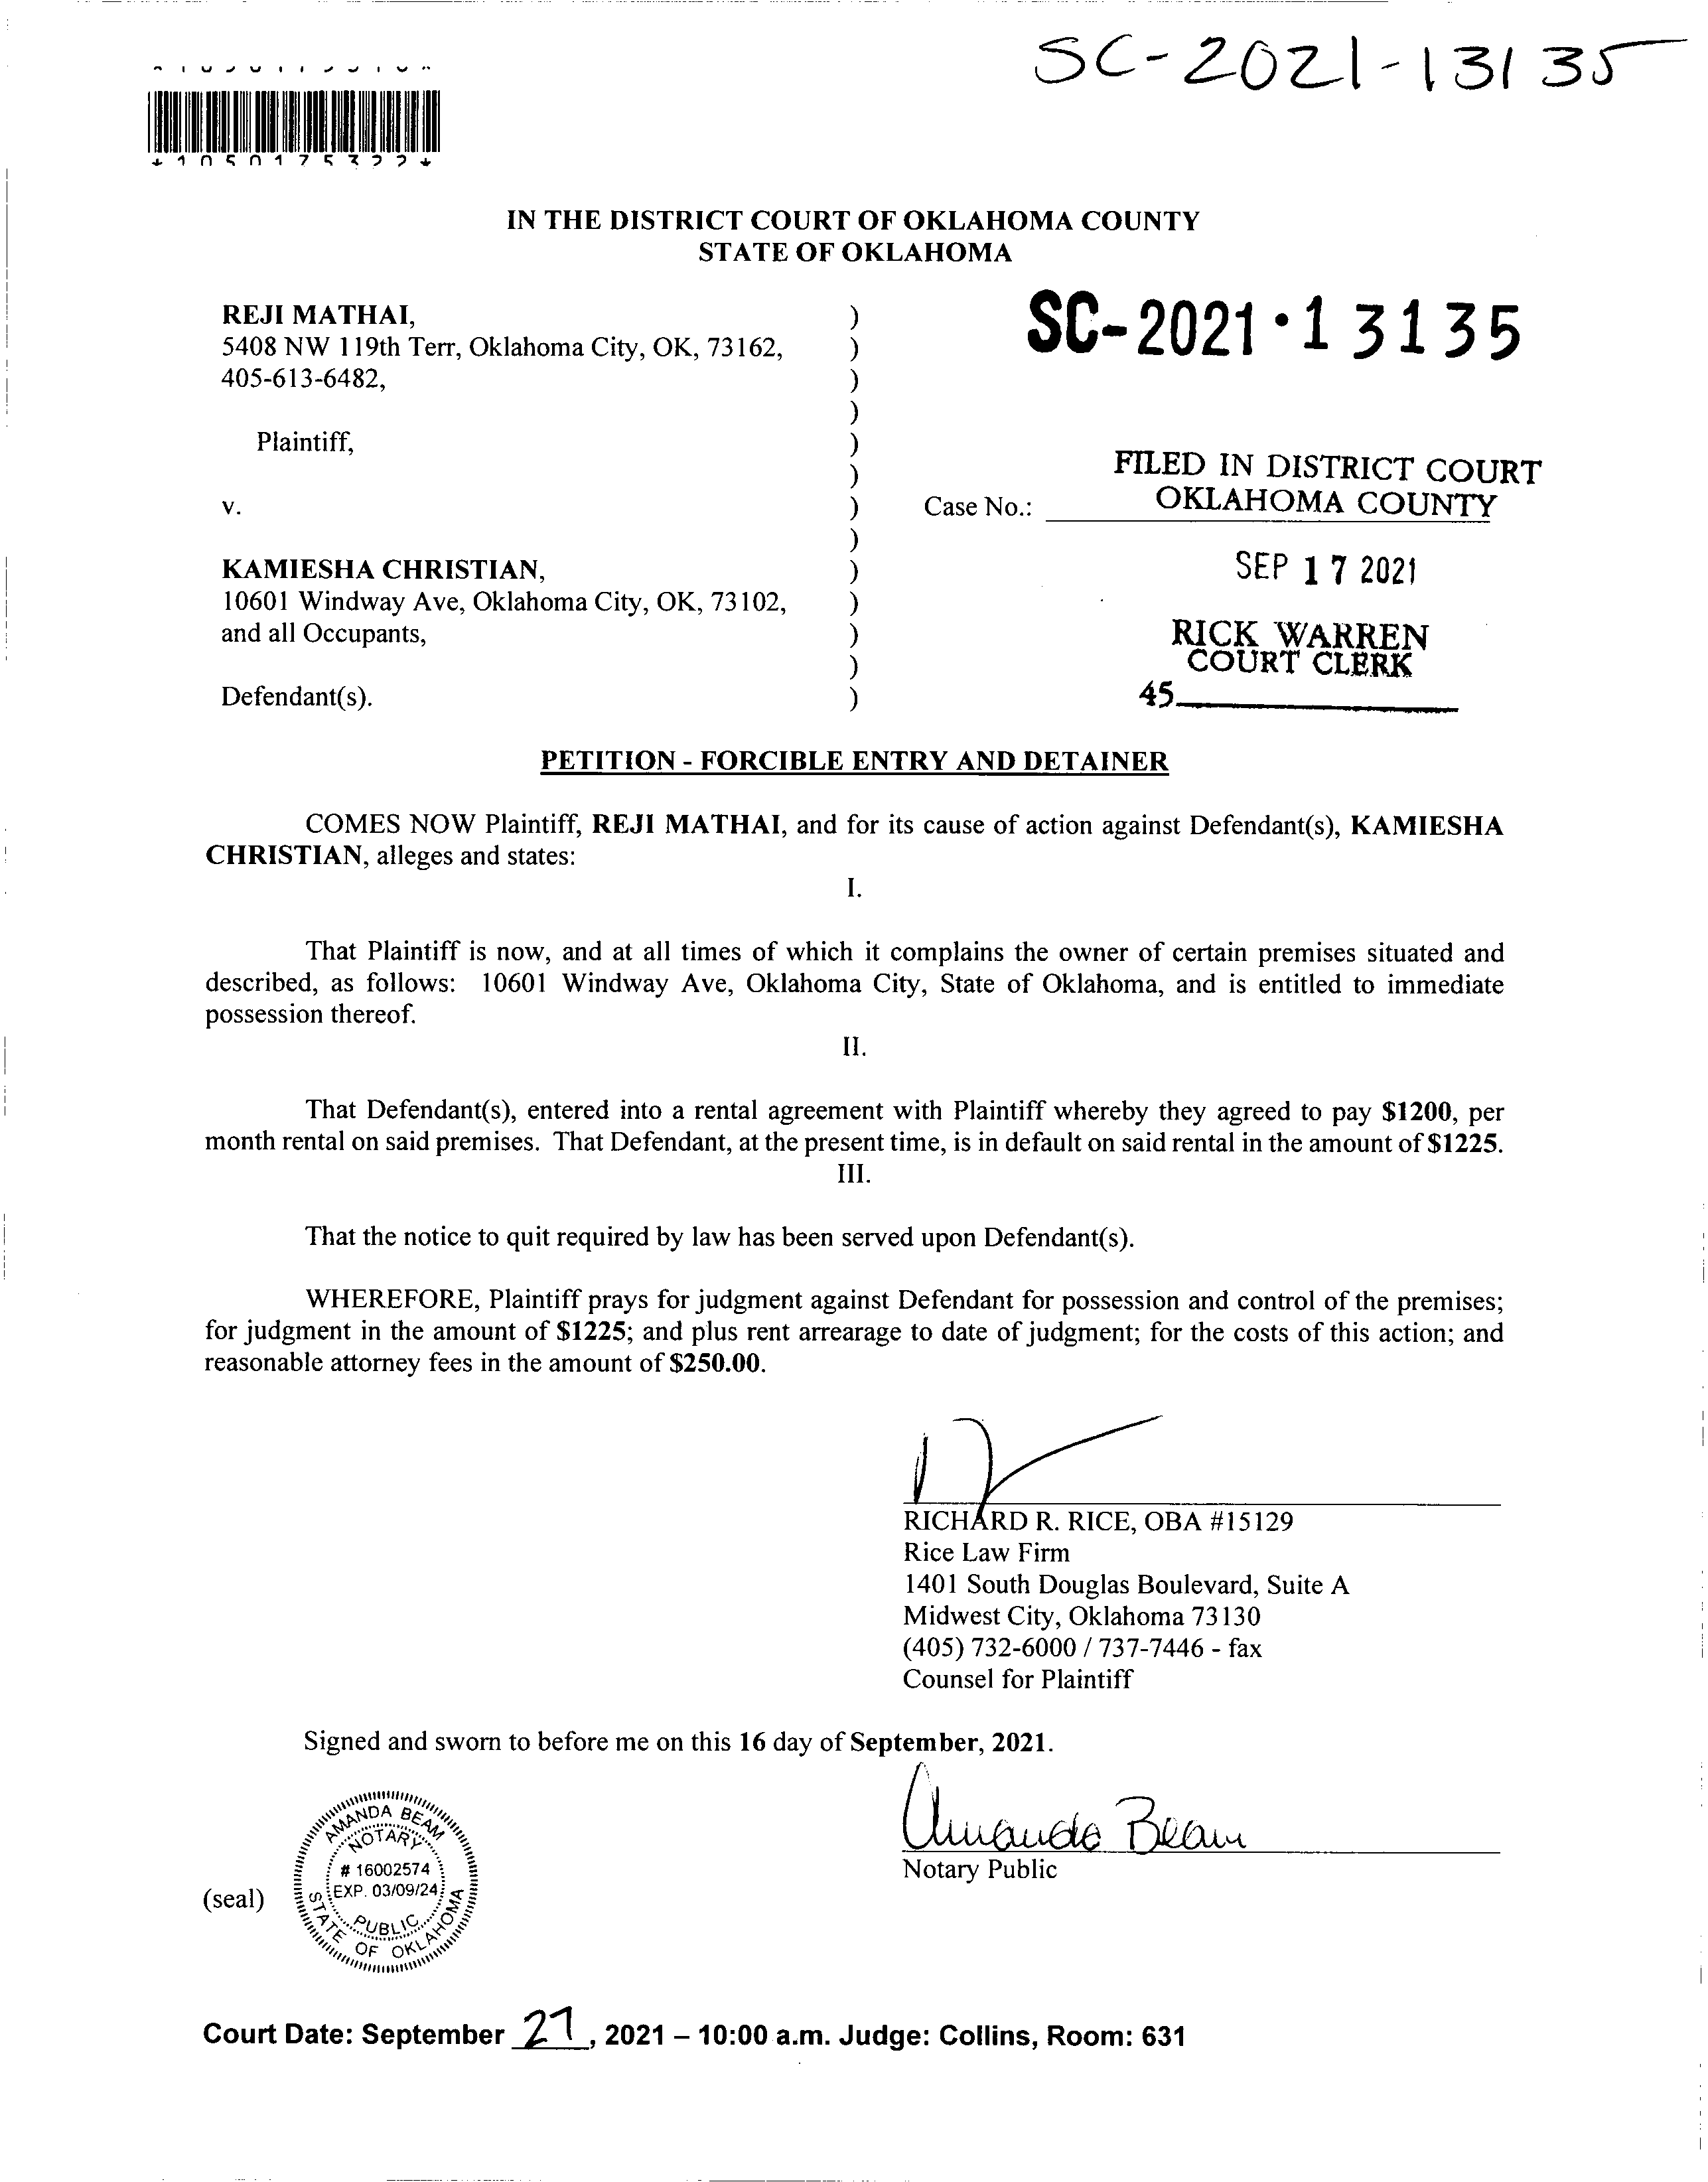 SC-2021-13135
*1050175322*
IN THE DISTRICT COURT OF OKLAHOMA COUNTY
STATE OF OKLAHOMA
REJI MATHAI, )
5408 NW 119th Terr, Oklahoma City, OK, 73162, )
405-613-6482, )
)
Plaintiff, )
)
v. )
)
KAMIESHA CHRISTIAN, )
10601 Windway Ave, Oklahoma City, OK, 73102, )
and all Occupants, )
)
Defendant(s). )
SC-2021·13135
FILED IN DISTRICT COURT
Case No.: OKLAHOMA COUNTY
SEP 17 2021
RICK WARREN
COURT CLERK
45
PETITION - FORCIBLE ENTRY AND DETAINER
COMES NOW Plaintiff, REJI MATHAI, and for its cause of action against Defendant(s), KAMIESHA
CHRISTIAN, alleges and states:
I.
That Plaintiff is now, and at all times of which it complains the owner of certain premises situated and
described, as follows: 10601 Windway Ave, Oklahoma City, State of Oklahoma, and is entitled to immediate
possession thereof.
II.
That Defendant(s), entered into a rental agreement with Plaintiff whereby they agreed to pay $1200, per
month rental on said premises. That Defendant, at the present time, is in default on said rental in the amount of $1225.
III.
That the notice to quit required by law has been served upon Defendant(s).
WHEREFORE, Plaintiff prays for judgment against Defendant for possession and control of the premises;
for judgment in the amount of $1225; and plus rent arrearage to date of judgment; for the costs of this action; and
reasonable attorney fees in the amount of $250.00.
RICHARD R. RICE, OBA #15129
Rice Law Firm
1401 South Douglas Boulevard, Suite A
Midwest City, Oklahoma 73130
(405) 732-6000 / 737-7446 - fax
Counsel for Plaintiff
Signed and sworn to before me on this 16 day of September, 2021.
Amanda Beam
Notary Public
(seal)
AMANDA BEAM
NOTARY
# 16002574
EXP. 03/09/24
PUBLIC
STATE OF OKLAHOMA
Court Date: September 27, 2021 – 10:00 a.m. Judge: Collins, Room: 631